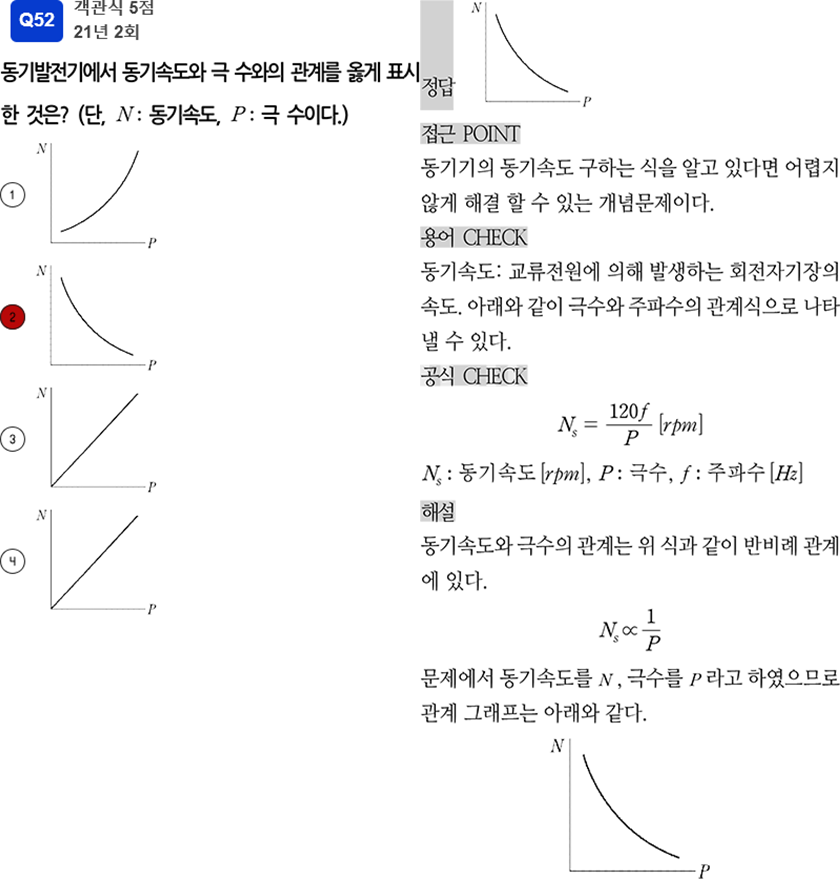 Q52
객관식 5점
21년 2회
동기발전기에서 동기속도와 극 수와의 관계를 옳게 표시
한 것은? (단, N : 동기속도, P : 극 수이다.)
1
N
P
2
N
P
3
N
P
4
N
P
정답
N
P
접근 POINT
동기기의 동기속도 구하는 식을 알고 있다면 어렵지
않게 해결 할 수 있는 개념문제이다.
용어 CHECK
동기속도: 교류전원에 의해 발생하는 회전자기장의
속도. 아래와 같이 극수와 주파수의 관계식으로 나타
낼 수 있다.
공식 CHECK
Ns = 120f / P [rpm]
Ns : 동기속도[rpm], P : 극수, f : 주파수[Hz]
해설
동기속도와 극수의 관계는 위 식과 같이 반비례 관계
에 있다.
Ns ∝ 1 / P
문제에서 동기속도를 N , 극수를 P 라고 하였으므로
관계 그래프는 아래와 같다.
N
P